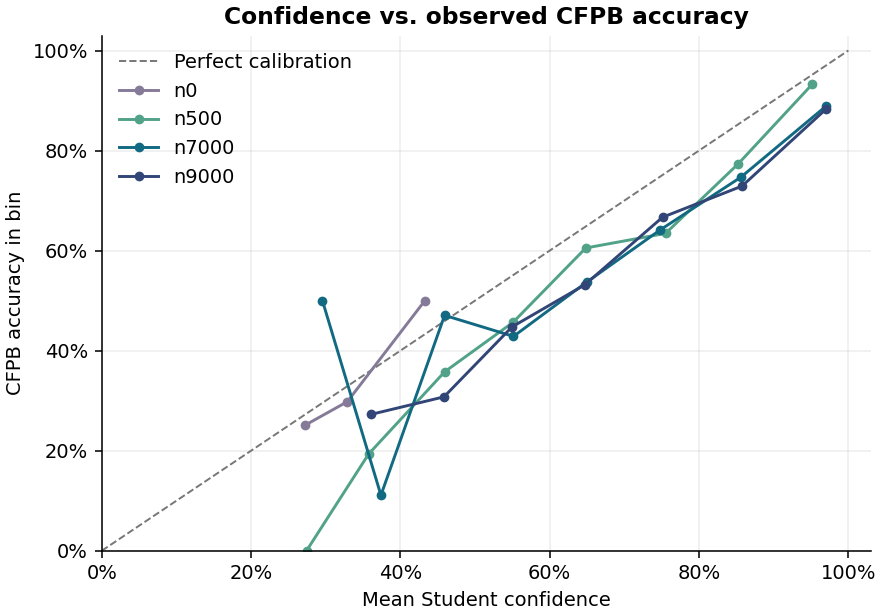 Confidence vs. observed CFPB accuracy
Perfect calibration
n0
n500
n7000
n9000
CFPB accuracy in bin
100%
80%
60%
40%
20%
0%
0%
20%
40%
60%
80%
100%
Mean Student confidence